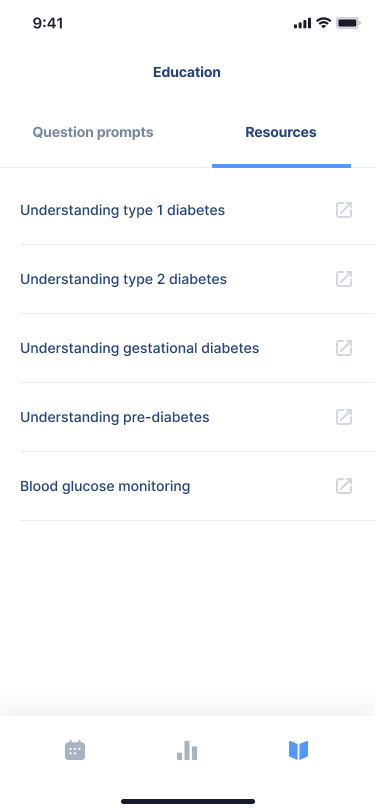 9:41
Education
Question prompts
Resources
Understanding type 1 diabetes
Understanding type 2 diabetes
Understanding gestational diabetes
Understanding pre-diabetes
Blood glucose monitoring